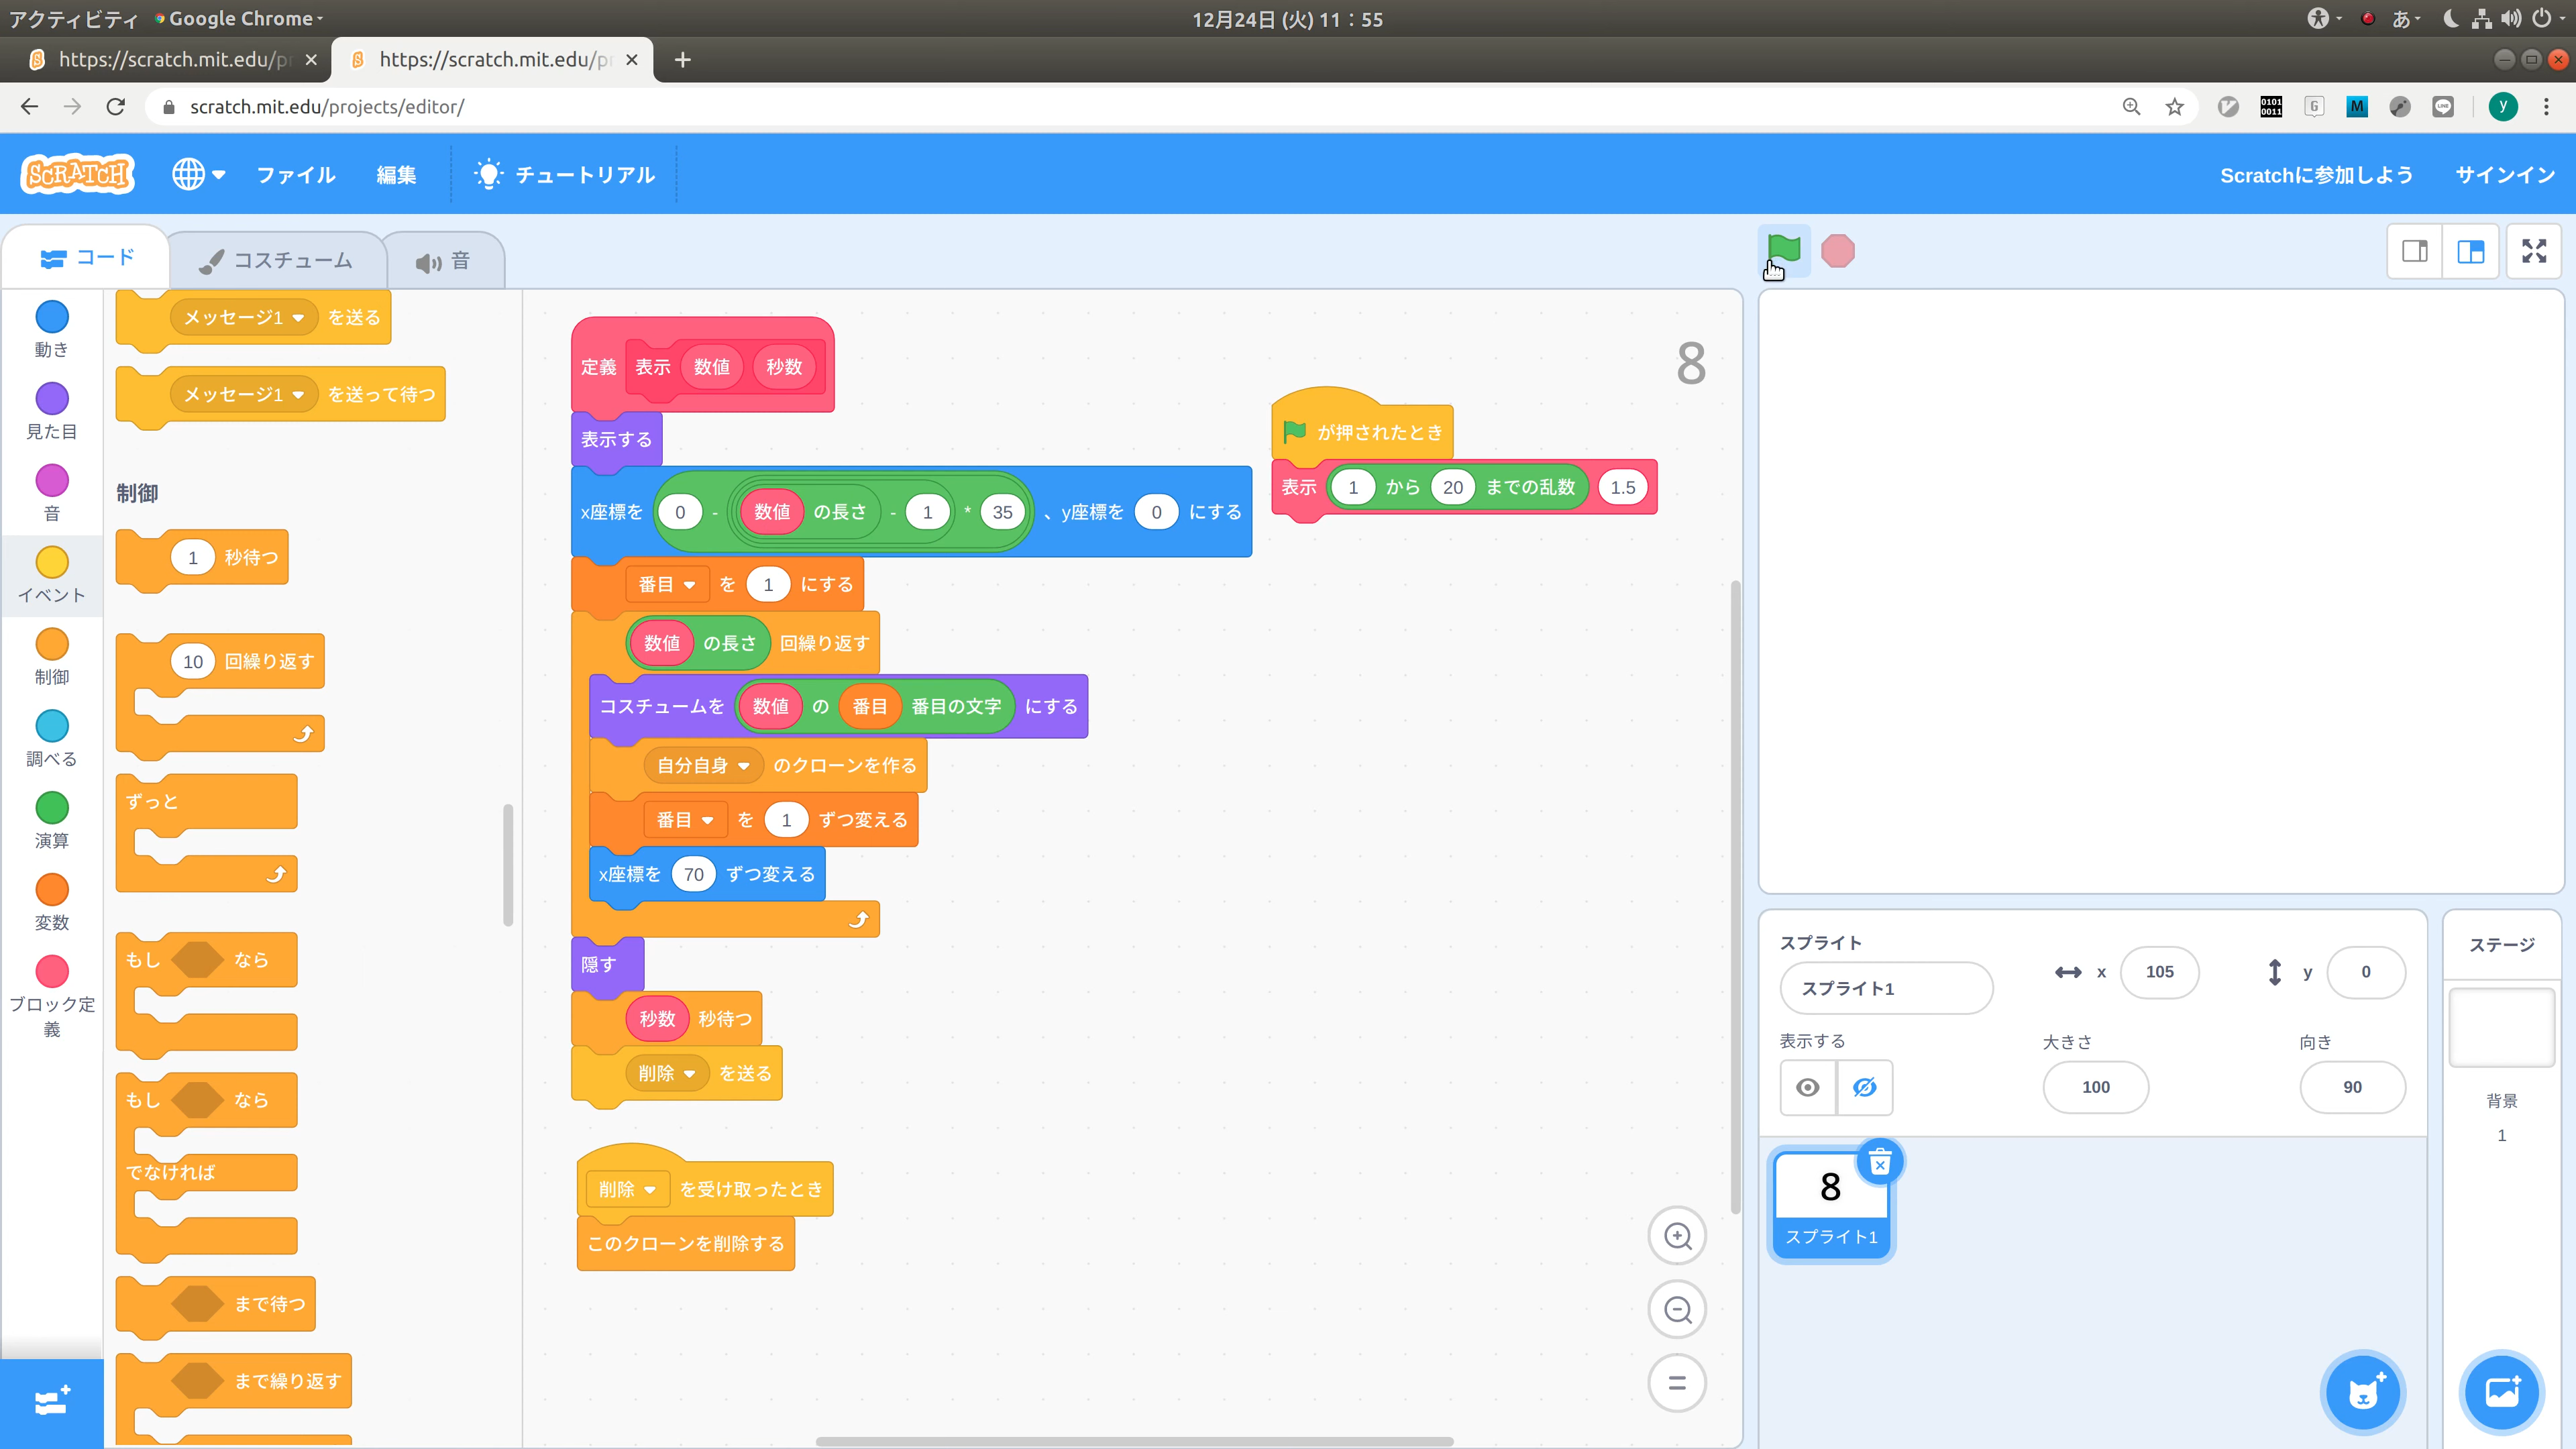 アクティビティ Google Chrome 12月24日 (火) 11：55 あ
https://scratch.mit.edu/p https://scratch.mit.edu/p
scratch.mit.edu/projects/editor/ 0101 0011 G M LINE y
SCRATCH ファイル 編集 チュートリアル Scratchに参加しよう サインイン
コード コスチューム 音
動き
見た目
音
イベント
制御
調べる
演算
変数
ブロック定
義
メッセージ1 を送る
メッセージ1 を送って待つ
制御
1 秒待つ
10 回繰り返す
ずっと
もし なら
もし なら
でなければ
まで待つ
まで繰り返す
定義 表示 数値 秒数
表示する
x座標を 0 - 数値 の長さ - 1 * 35 、y座標を 0 にする
番目 を 1 にする
数値 の長さ 回繰り返す
コスチュームを 数値 の 番目 番目の文字 にする
自分自身 のクローンを作る
番目 を 1 ずつ変える
x座標を 70 ずつ変える
隠す
秒数 秒待つ
削除 を送る
削除 を受け取ったとき
このクローンを削除する
8
が押されたとき
表示 1 から 20 までの乱数 1.5
スプライト
スプライト1 x 105 y 0
表示する 大きさ 向き
100 90
8
スプライト1
ステージ
背景
1